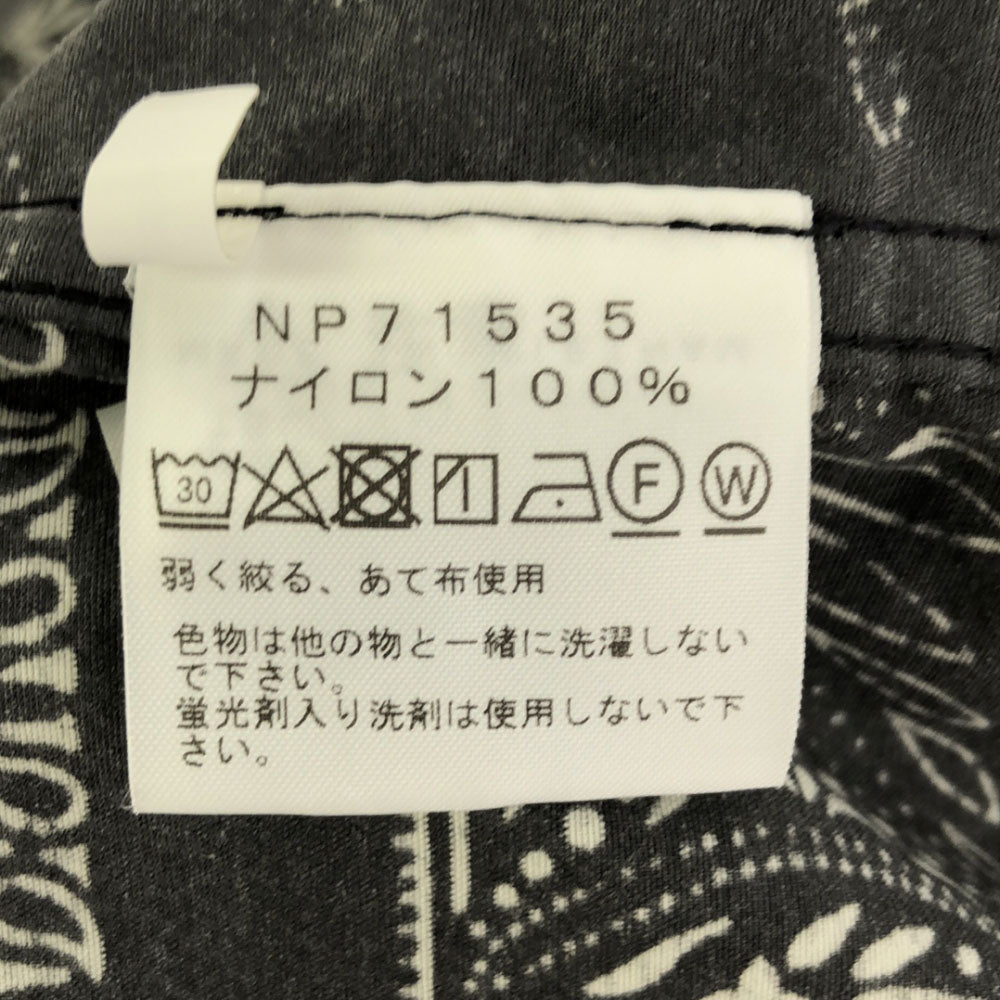 NP71535
ナイロン100%
30 F W
弱く絞る、あて布使用
色物は他の物と一緒に洗濯しない
で下さい。
蛍光剤入り洗剤は使用しないで下
さい。